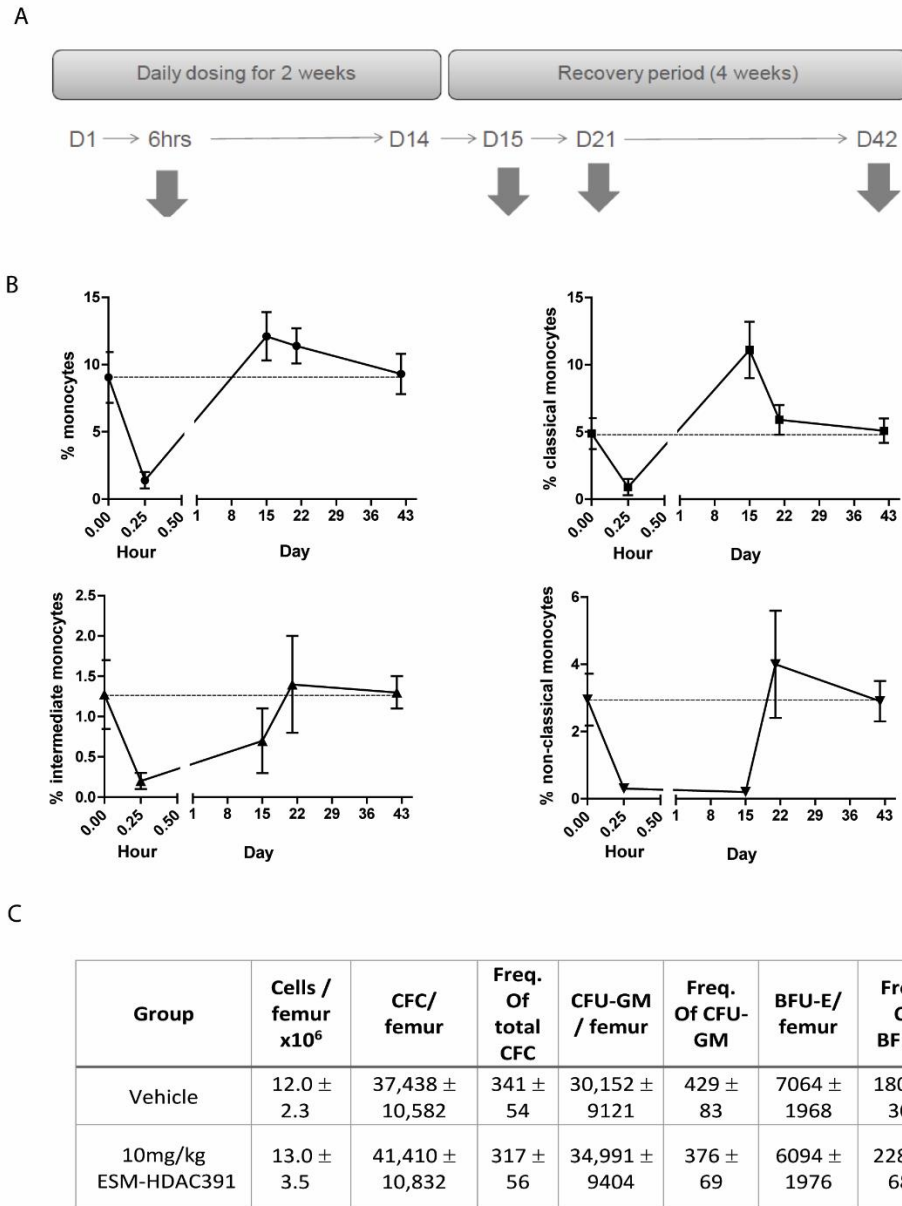 A
Daily dosing for 2 weeks
Recovery period (4 weeks)
D1 → 6hrs → D14 → D15 → D21 → D42
B
% monocytes
15
10
5
0
0.00 0.25 0.50 1 8 15 22 29 36 43
Hour Day
% classical monocytes
15
10
5
0
0.00 0.25 0.50 1 8 15 22 29 36 43
Hour Day
% intermediate monocytes
2.5
2.0
1.5
1.0
0.5
0.0
0.00 0.25 0.50 1 8 15 22 29 36 43
Hour Day
% non-classical monocytes
6
4
2
0
0.00 0.25 0.50 1 8 15 22 29 36 43
Hour Day
C
Group
Cells /
femur
x10⁶
CFC/
femur
Freq.
Of
total
CFC
CFU-GM
/ femur
Freq.
Of CFU-
GM
BFU-E/
femur
Vehicle
12.0 ±
2.3
37,438 ±
10,582
341 ±
54
30,152 ±
9121
429 ±
83
7064 ±
1968
10mg/kg
ESM-HDAC391
13.0 ±
3.5
41,410 ±
10,832
317 ±
56
34,991 ±
9404
376 ±
69
6094 ±
1976